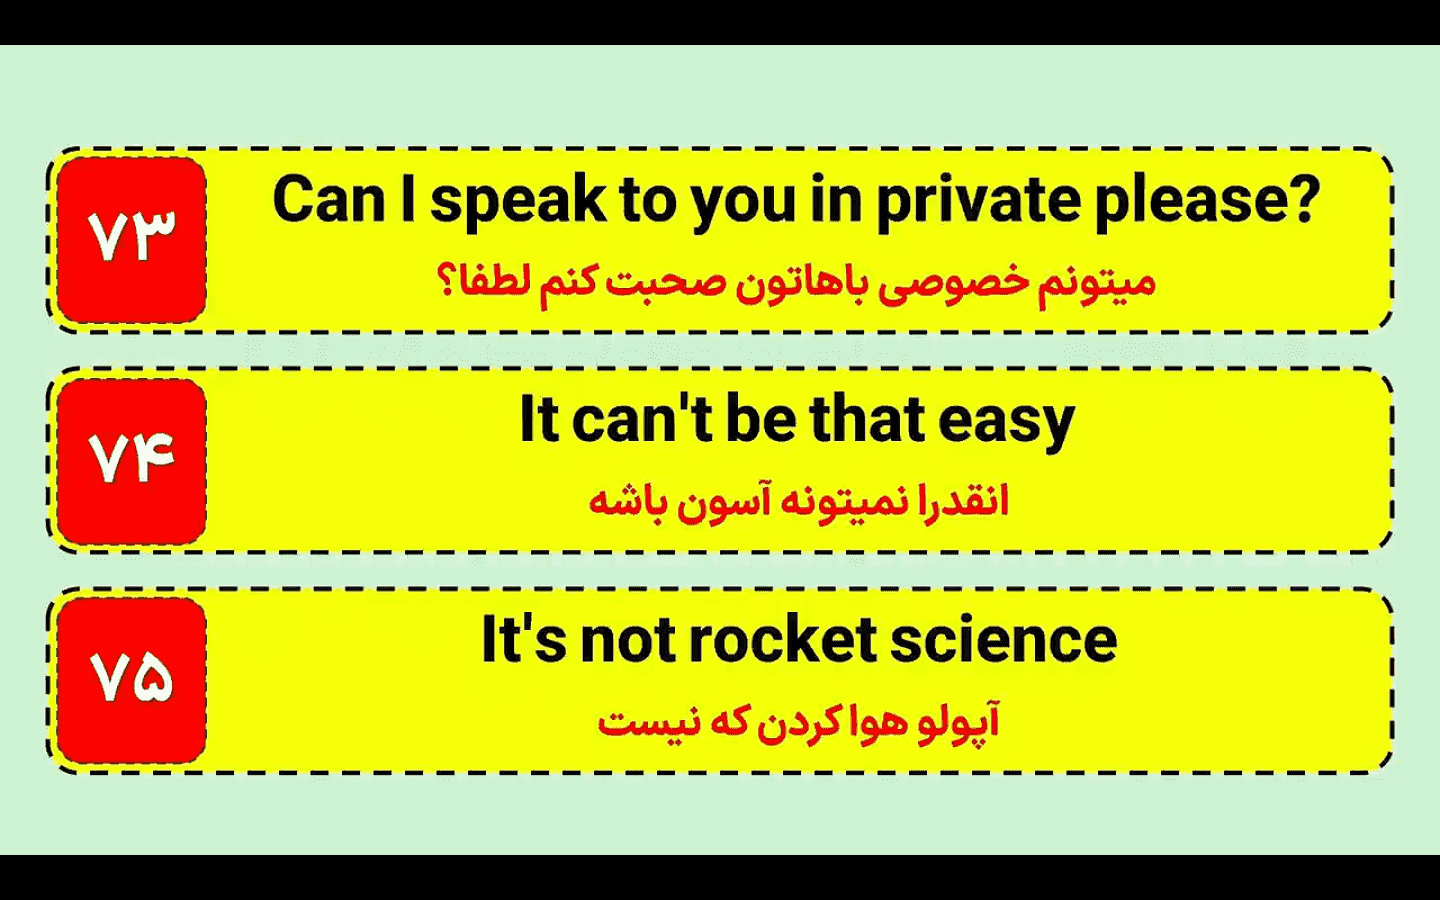 ۷۳
Can I speak to you in private please?
میتونم خصوصی باهاتون صحبت کنم لطفا؟
۷۴
It can't be that easy
انقدرا نمیتونه آسون باشه
۷۵
It's not rocket science
آپولو هوا کردن که نیست